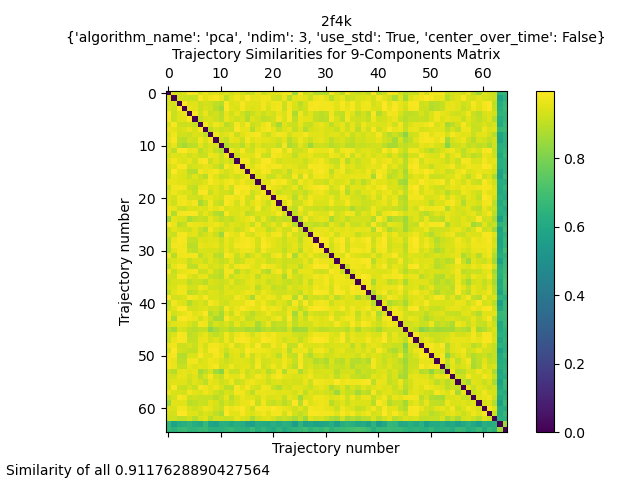 2f4k
{'algorithm_name': 'pca', 'ndim': 3, 'use_std': True, 'center_over_time': False}
Trajectory Similarities for 9-Components Matrix
0 10 20 30 40 50 60
0
10
20
30
40
50
60
Trajectory number
0.8
0.6
0.4
0.2
0.0
Trajectory number
Similarity of all 0.9117628890427564